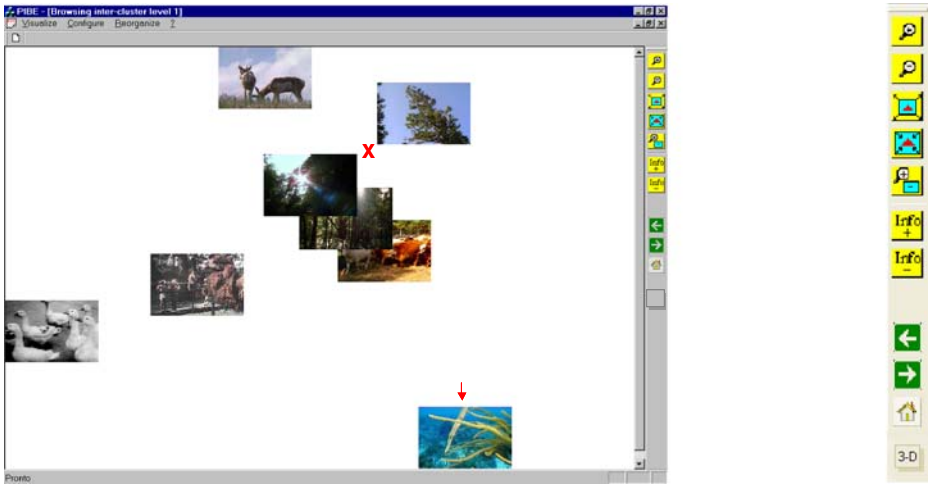 PIBE - [Browsing inter-cluster level 1]
Visualize Configure Reorganize ?
X
Info
+
Info
-
Pronto
Info
+
Info
-
3-D